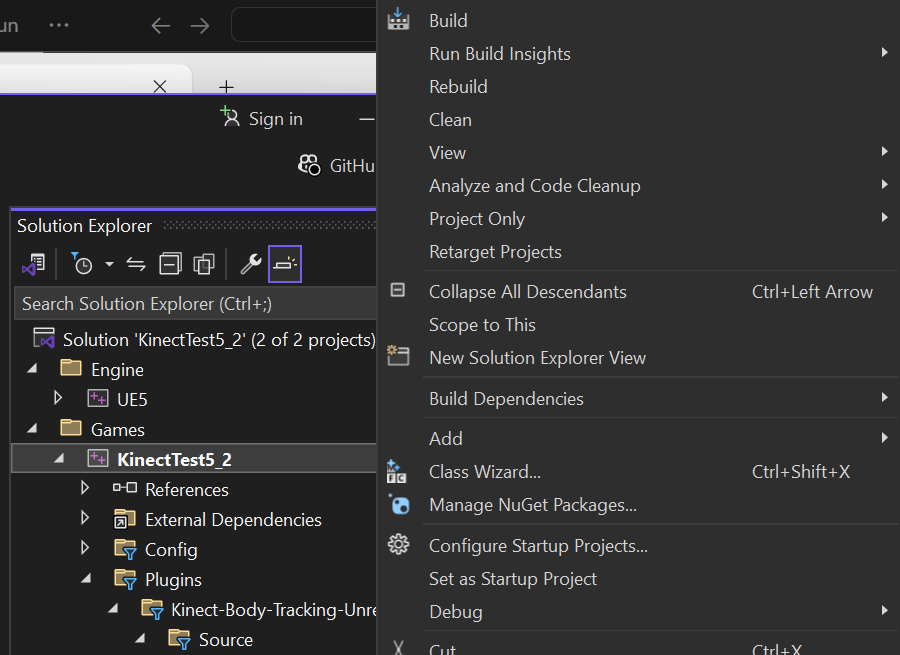 Build
Run Build Insights
Rebuild
Clean
View
Analyze and Code Cleanup
Project Only
Retarget Projects
Collapse All Descendants Ctrl+Left Arrow
Scope to This
New Solution Explorer View
Build Dependencies
Add
Class Wizard... Ctrl+Shift+X
Manage NuGet Packages...
Configure Startup Projects...
Set as Startup Project
Debug
Cut Ctrl+X
un ...
Sign in
GitHu
Solution Explorer
Search Solution Explorer (Ctrl+;)
Solution 'KinectTest5_2' (2 of 2 projects)
Engine
UE5
Games
KinectTest5_2
References
External Dependencies
Config
Plugins
Kinect-Body-Tracking-Unre
Source